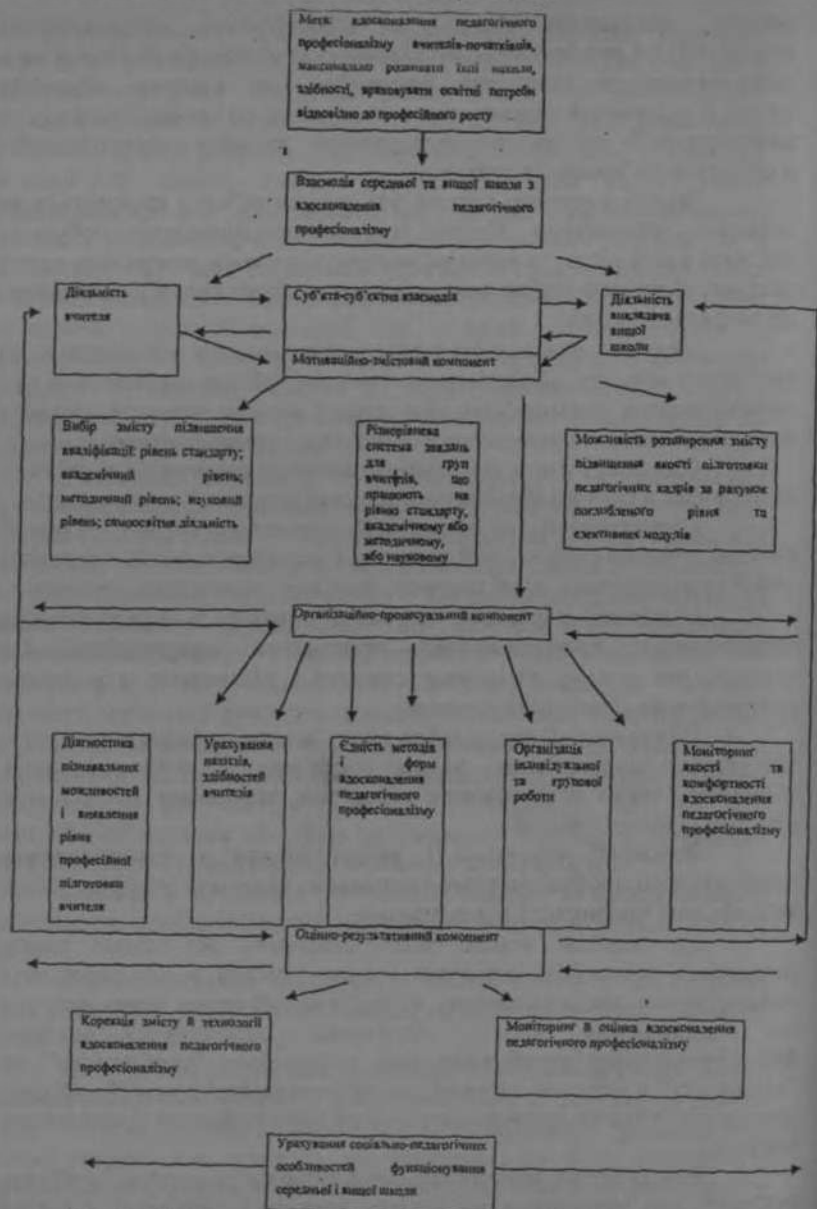 Мета: вдосконалення педагогічного
професіоналізму вчителів-початківців,
максимально розвивати їхні нахили,
здібності, враховувати освітні потреби
відповідно до професійного росту
Взаємодія середньої та вищої школи з
вдосконалення педагогічного
професіоналізму
Діяльність
вчителя
Суб'єкт-суб'єктна взаємодія
Діяльність
викладача
вищої
школи
Мотиваційно-змістовий компонент
Вибір змісту підвищення
кваліфікації: рівень стандарту;
академічний рівень;
методичний рівень; науковий
рівень; самоосвітня діяльність
Різнорівнева
система завдань
для груп
вчителів, що
працюють на
рівню стандарту,
академічному або
методичному,
або науковому
Можливість розширення змісту
підвищення якості підготовки
педагогічних кадрів за рахунок
поглибленого рівня та
елективних модулів
Організаційно-процесуальний компонент
Діагностика
пізнавальних
можливостей
і виявлення
рівня
професійної
підготовки
вчителя
Урахування
нахилів,
здібностей
вчителів
Єдність методів
і форм
вдосконалення
педагогічного
професіоналізму
Організація
індивідуальної
та групової
роботи
Моніторинг
якості та
комфортності
вдосконалення
педагогічного
професіоналізму
Оцінно-результативний компонент
Корекція змісту й технології
вдосконалення педагогічного
професіоналізму
Моніторинг й оцінка вдосконалення
педагогічного професіоналізму
Урахування соціально-педагогічних
особливостей функціонування
середньої і вищої школи